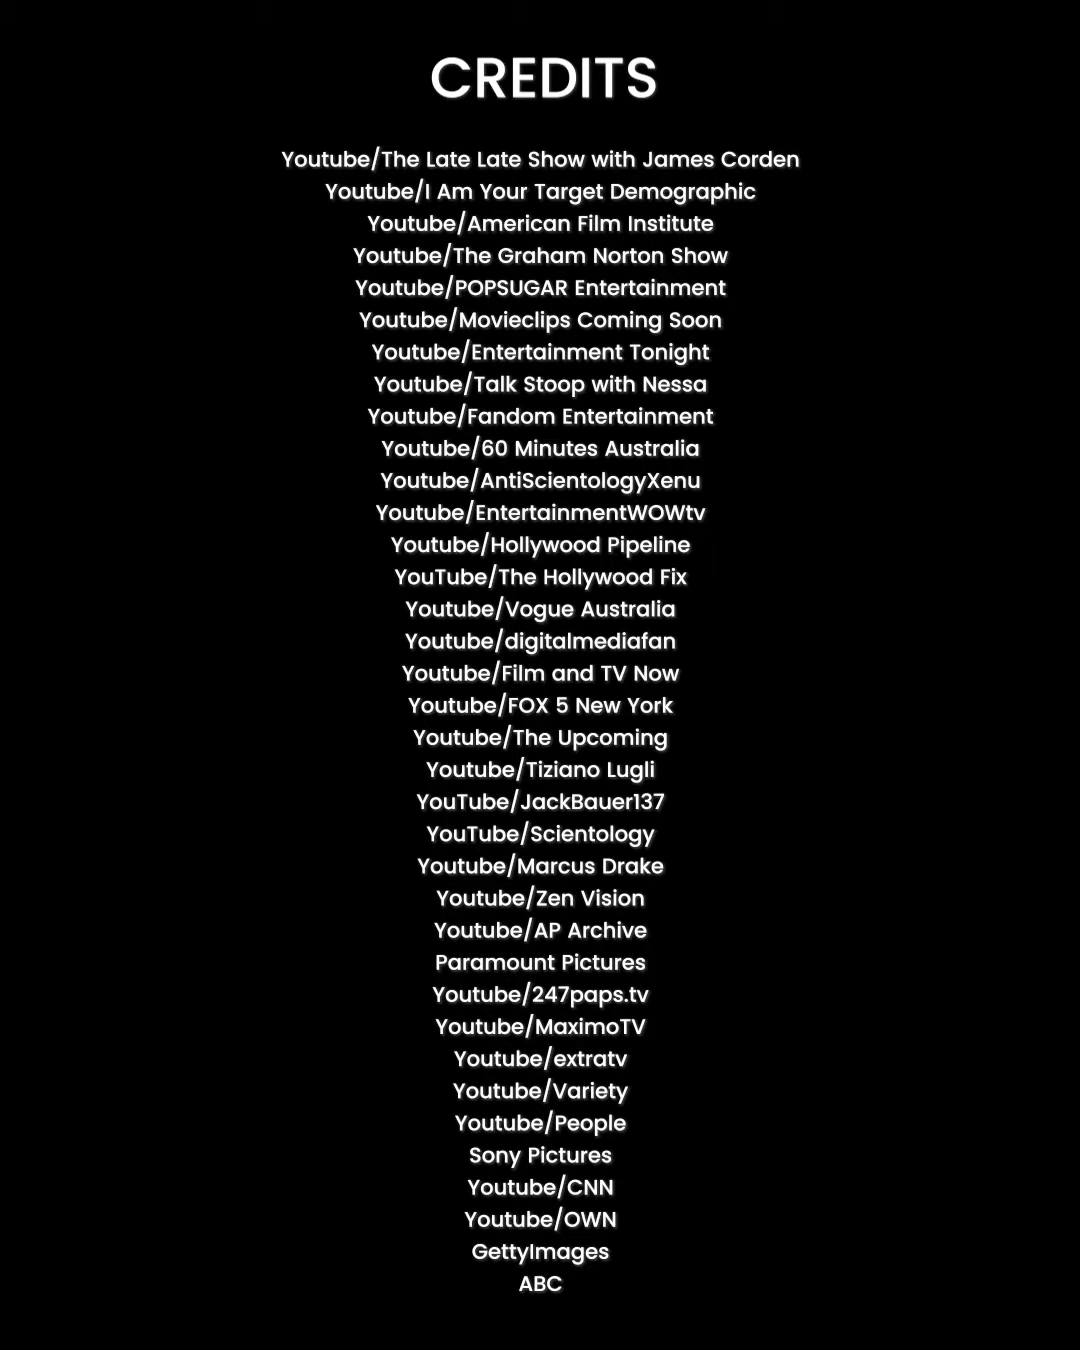 CREDITS
Youtube/The Late Late Show with James Corden
Youtube/I Am Your Target Demographic
Youtube/American Film Institute
Youtube/The Graham Norton Show
Youtube/POPSUGAR Entertainment
Youtube/Movieclips Coming Soon
Youtube/Entertainment Tonight
Youtube/Talk Stoop with Nessa
Youtube/Fandom Entertainment
Youtube/60 Minutes Australia
Youtube/AntiScientologyXenu
Youtube/EntertainmentWOWtv
Youtube/Hollywood Pipeline
YouTube/The Hollywood Fix
Youtube/Vogue Australia
Youtube/digitalmediafan
Youtube/Film and TV Now
Youtube/FOX 5 New York
Youtube/The Upcoming
Youtube/Tiziano Lugli
YouTube/JackBauer137
YouTube/Scientology
Youtube/Marcus Drake
Youtube/Zen Vision
Youtube/AP Archive
Paramount Pictures
Youtube/247paps.tv
Youtube/MaximoTV
Youtube/extratv
Youtube/Variety
Youtube/People
Sony Pictures
Youtube/CNN
Youtube/OWN
GettyImages
ABC